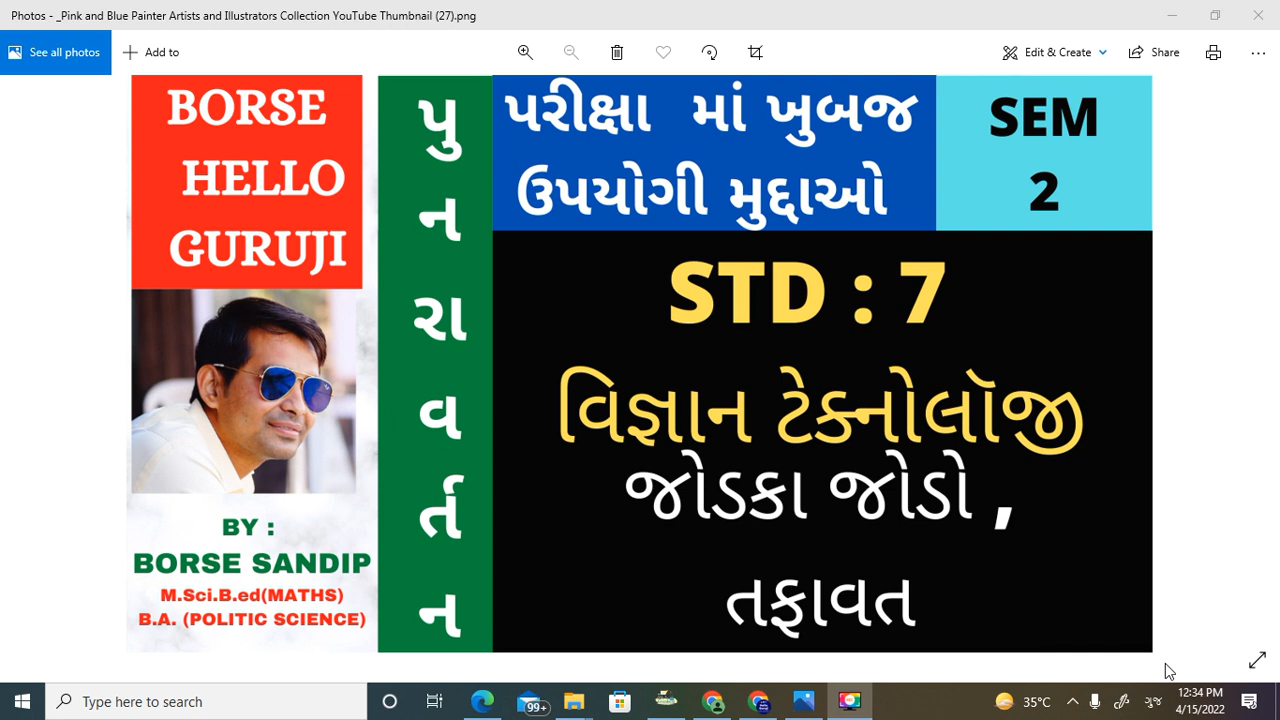 Photos - _Pink and Blue Painter Artists and Illustrators Collection YouTube Thumbnail (27).png
See all photos
Add to
Edit & Create
Share
BORSE
HELLO
GURUJI
BY :
BORSE SANDIP
M.Sci.B.ed(MATHS)
B.A. (POLITIC SCIENCE)
પુ
ન
રા
વ
ર્ત
ન
પરીક્ષા માં ખુબજ
ઉપયોગી મુદ્દાઓ
SEM
2
STD : 7
વિજ્ઞાન ટેક્નોલૉજી
જોડકા જોડો ,
તફાવત
Type here to search
99+
35°C
12:34 PM
4/15/2022